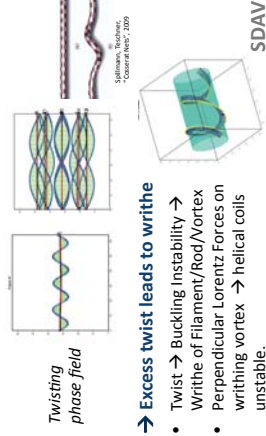 Twisting
phase field
Spillmann, Teschner,
"Cosserat Nets", 2009
→ Excess twist leads to writhe
• Twist → Buckling Instability →
Writhe of Filament/Rod/Vortex
• Perpendicular Lorentz Forces on
writhing vortex → helical coils
unstable.
SDAV